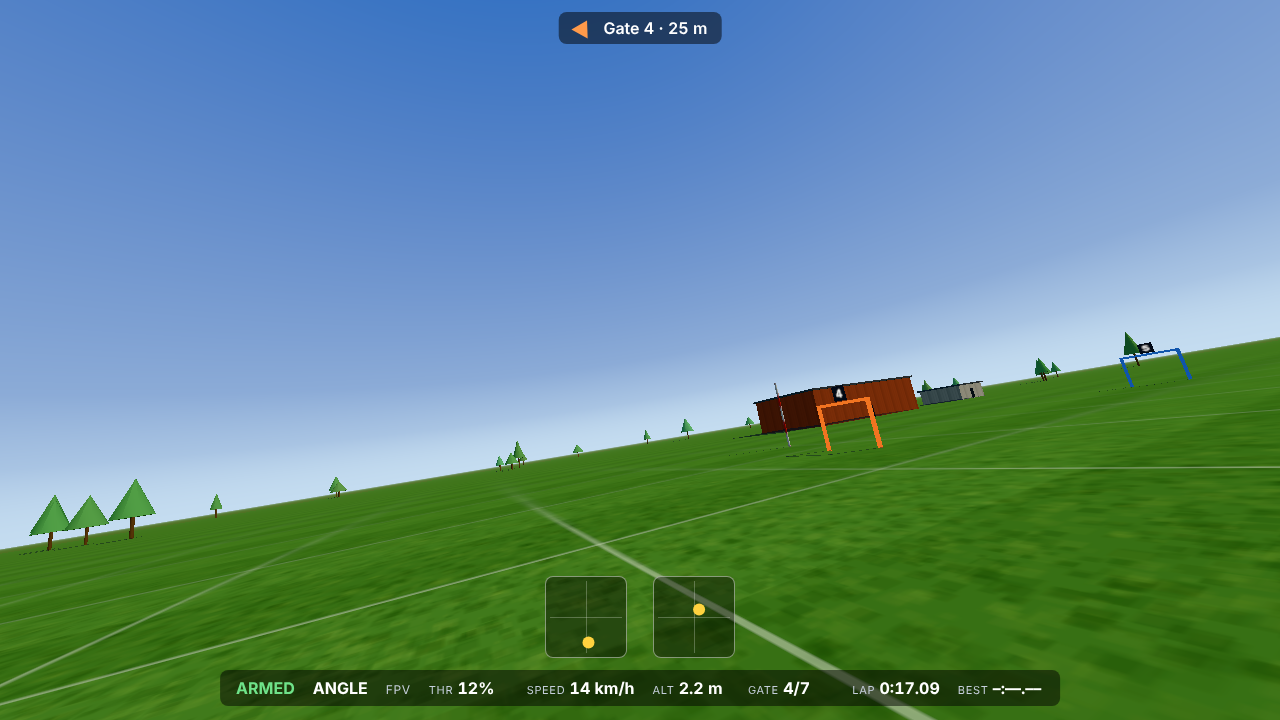 Gate 4 · 25 m
4
ARMED ANGLE FPV THR 12% SPEED 14 km/h ALT 2.2 m GATE 4/7 LAP 0:17.09 BEST –:––.––